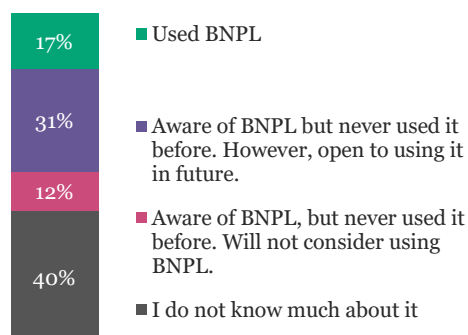 17%
Used BNPL
31%
Aware of BNPL but never used it
before. However, open to using it
in future.
12%
Aware of BNPL, but never used it
before. Will not consider using
BNPL.
40%
I do not know much about it